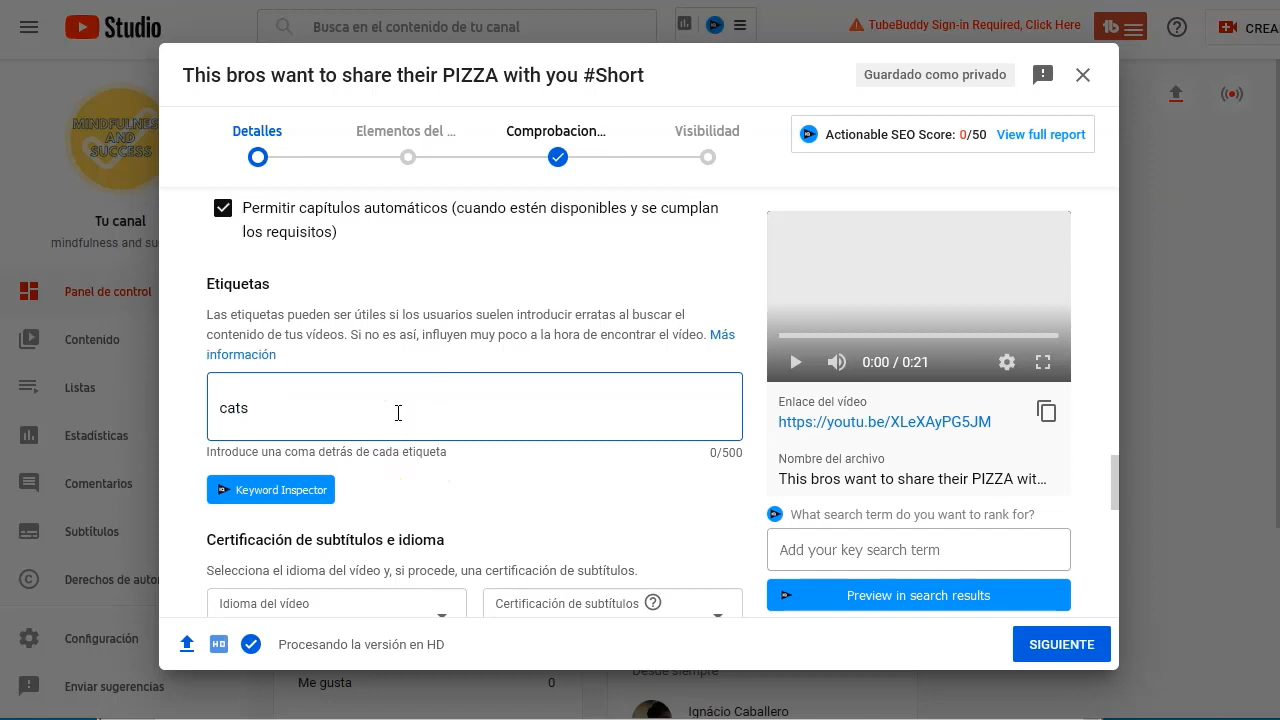 Studio
Busca en el contenido de tu canal
TubeBuddy Sign-in Required, Click Here
tb
CREA
MINDFULNES
AND
SUCCESS
Tu canal
mindfulness and su
Panel de control
Contenido
Listas
Estadísticas
Comentarios
Subtítulos
Derechos de autor
Configuración
Enviar sugerencias
This bros want to share their PIZZA with you #Short
Guardado como privado
Detalles
Elementos del ...
Comprobacion...
Visibilidad
Actionable SEO Score: 0/50 View full report
Permitir capítulos automáticos (cuando estén disponibles y se cumplan
los requisitos)
Etiquetas
Las etiquetas pueden ser útiles si los usuarios suelen introducir erratas al buscar el
contenido de tus vídeos. Si no es así, influyen muy poco a la hora de encontrar el vídeo. Más
información
cats
Introduce una coma detrás de cada etiqueta
0/500
Keyword Inspector
Certificación de subtítulos e idioma
Selecciona el idioma del vídeo y, si procede, una certificación de subtítulos.
Idioma del vídeo
Certificación de subtítulos
0:00 / 0:21
Enlace del vídeo
https://youtu.be/XLeXAyPG5JM
Nombre del archivo
This bros want to share their PIZZA wit...
What search term do you want to rank for?
Add your key search term
Preview in search results
HD
Procesando la versión en HD
SIGUIENTE
Me gusta
0
Desde siempre
Ignácio Caballero